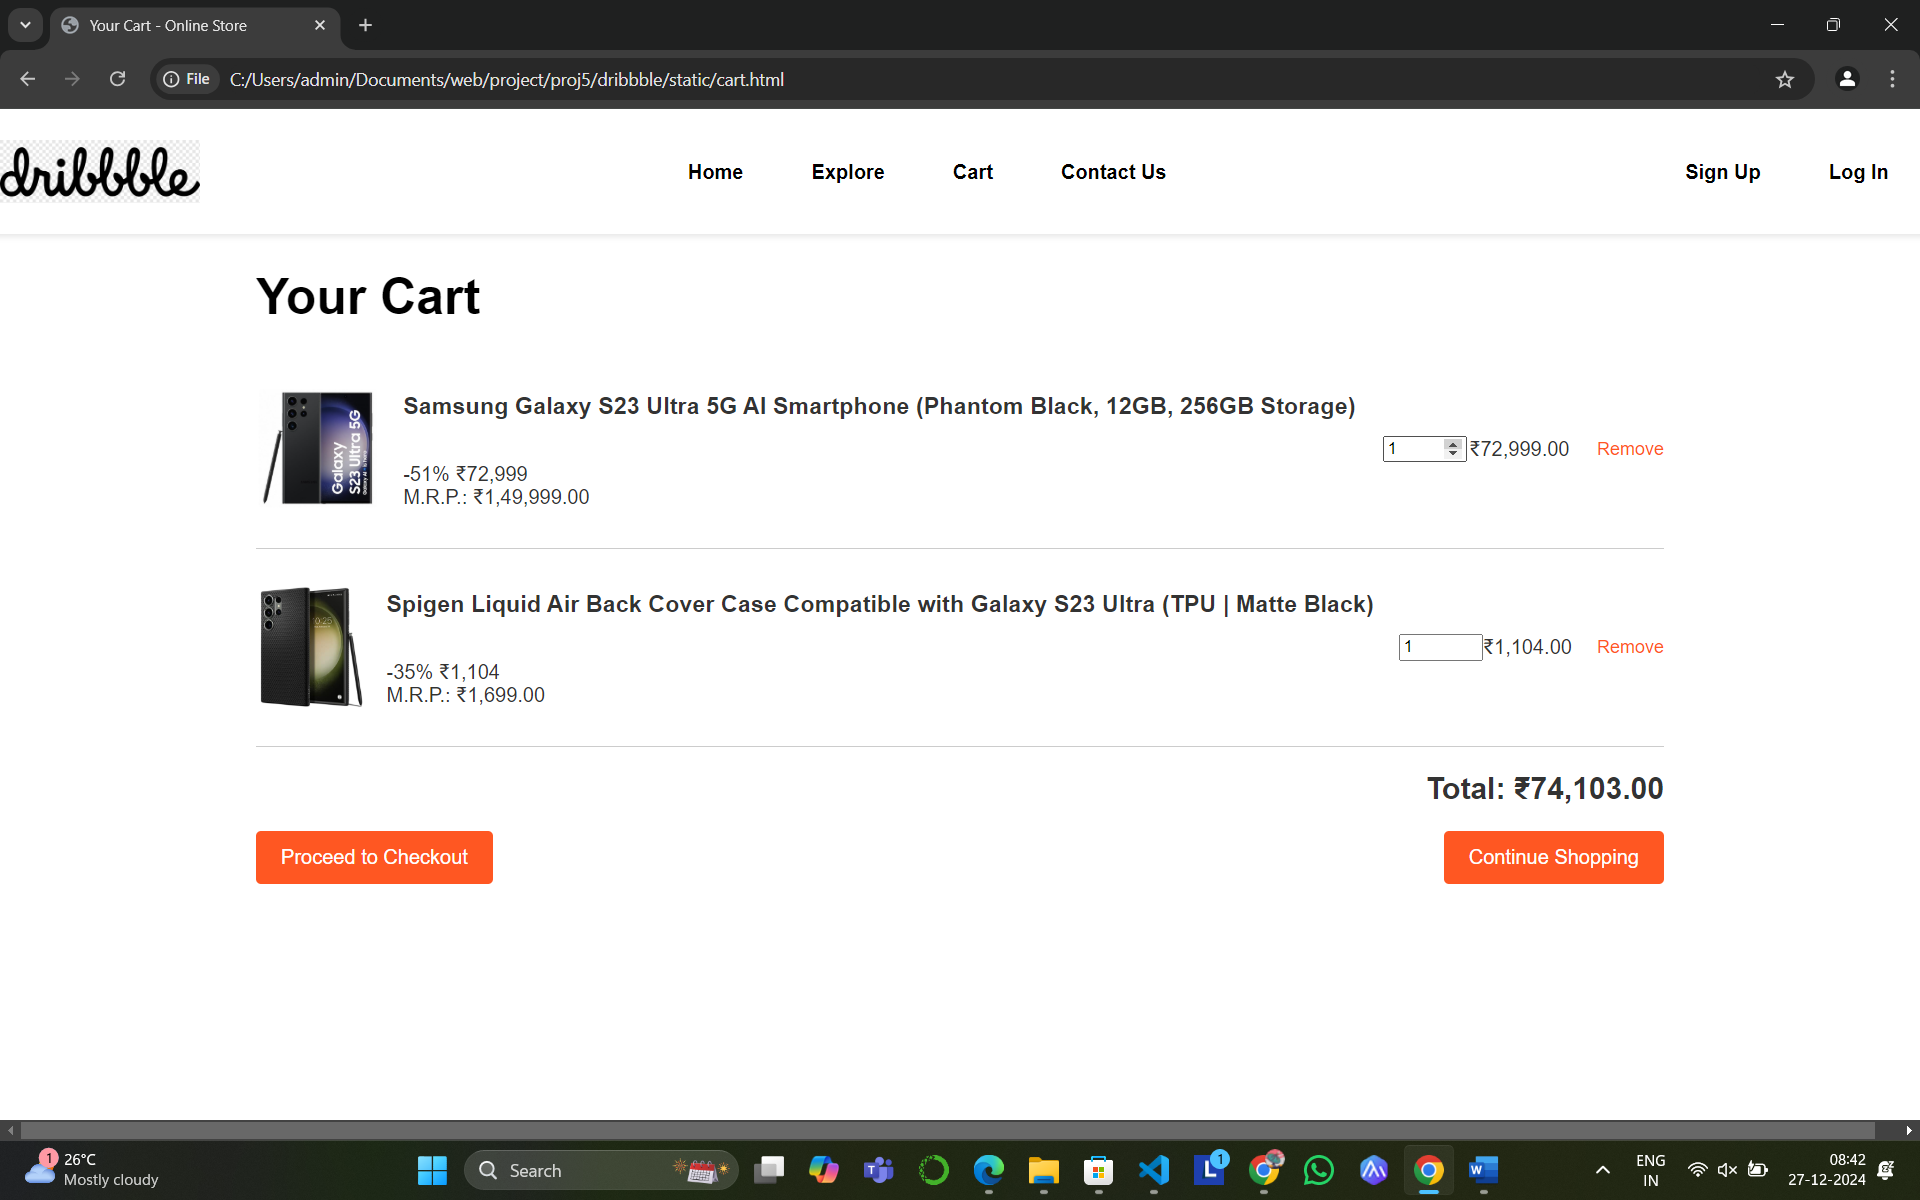 Your Cart - Online Store
File C:/Users/admin/Documents/web/project/proj5/dribbble/static/cart.html
dribbble
Home Explore Cart Contact Us Sign Up Log In
Your Cart
Galaxy
S23 Ultra 5G
Samsung Galaxy S23 Ultra 5G AI Smartphone (Phantom Black, 12GB, 256GB Storage)
1 ₹72,999.00 Remove
-51% ₹72,999
M.R.P.: ₹1,49,999.00
Spigen Liquid Air Back Cover Case Compatible with Galaxy S23 Ultra (TPU | Matte Black)
1 ₹1,104.00 Remove
-35% ₹1,104
M.R.P.: ₹1,699.00
Total: ₹74,103.00
Proceed to Checkout Continue Shopping
1 26°C
Mostly cloudy
Search
1
ENG
IN
08:42
27-12-2024